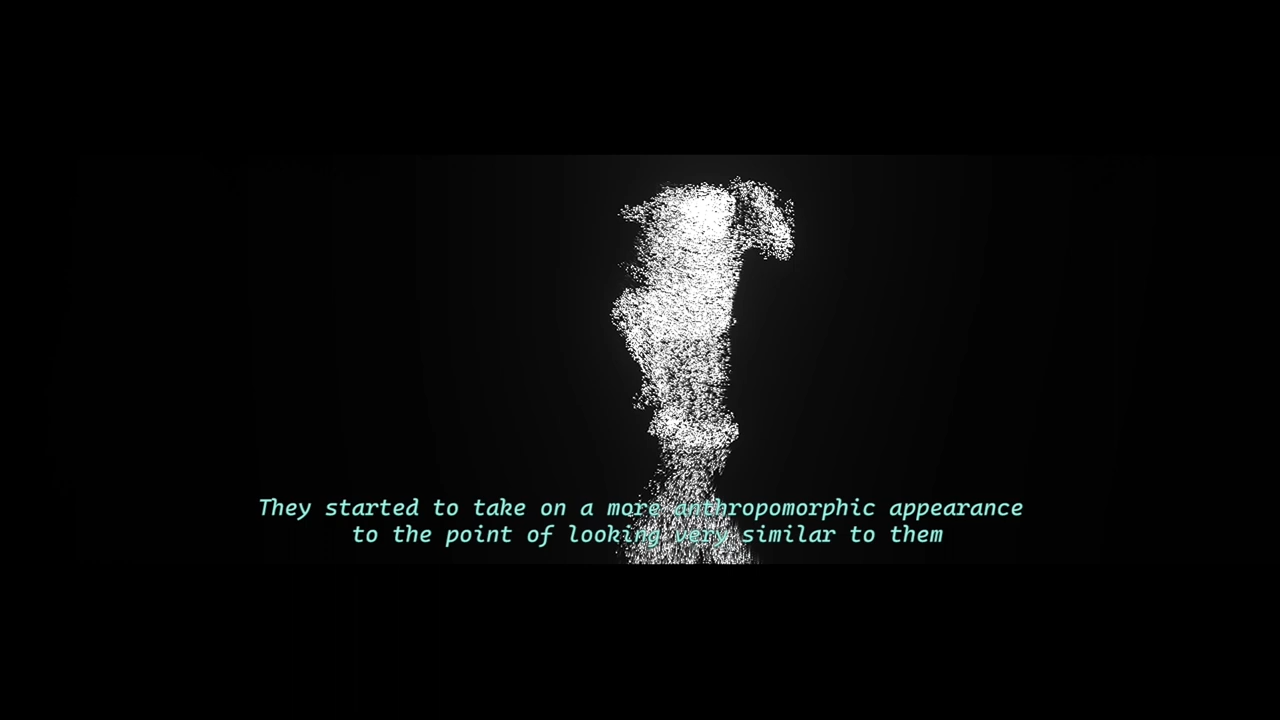 They started to take on a more anthropomorphic appearance
to the point of looking very similar to them